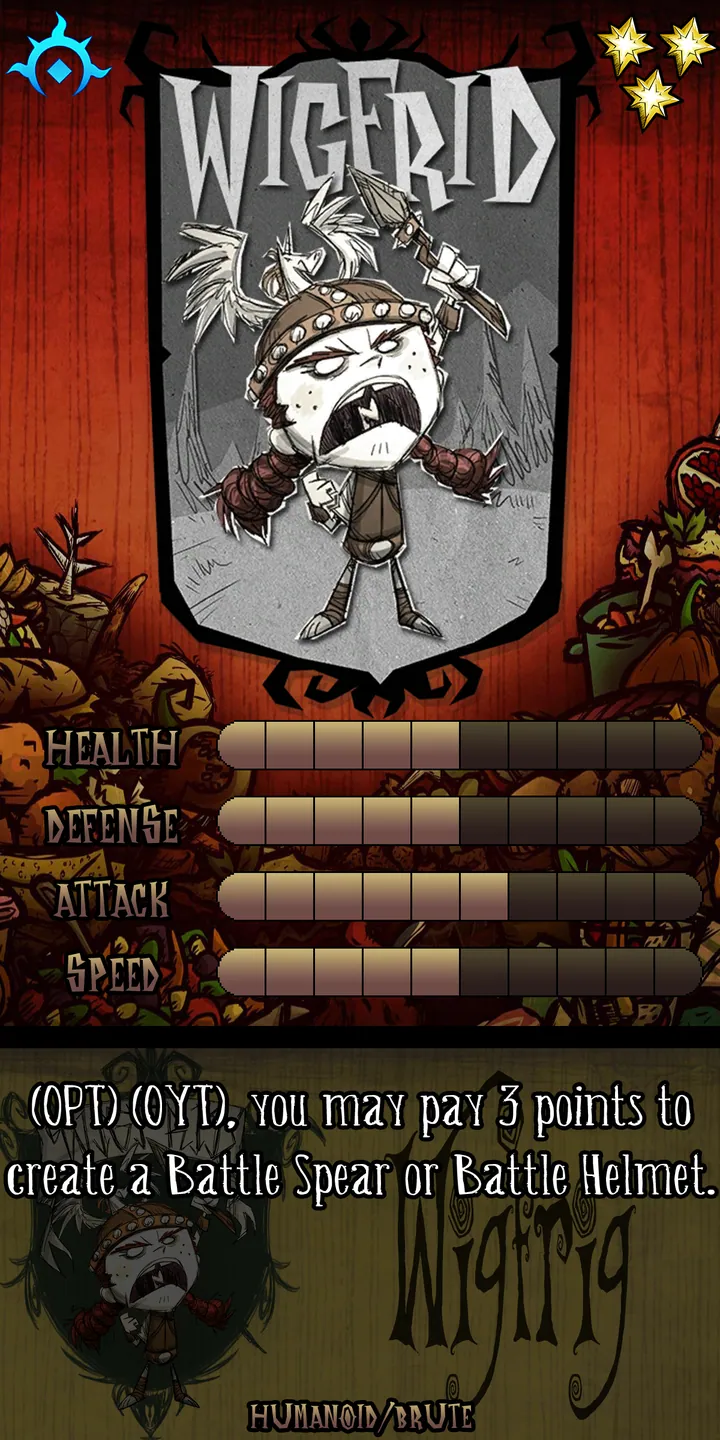 WIGFRID
HEALTH
DEFENSE
ATTACK
SPEED
(OPT) (OYT), you may pay 3 points to
create a Battle Spear or Battle Helmet.
Wigfrig
HUMANOID/BRUTE